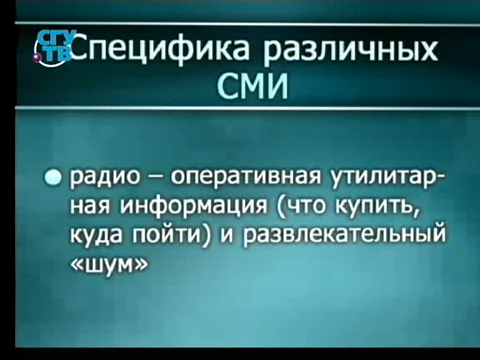 СГУ
ТВ
Специфика различных
СМИ
радио – оперативная утилитар-
ная информация (что купить,
куда пойти) и развлекательный
«шум»